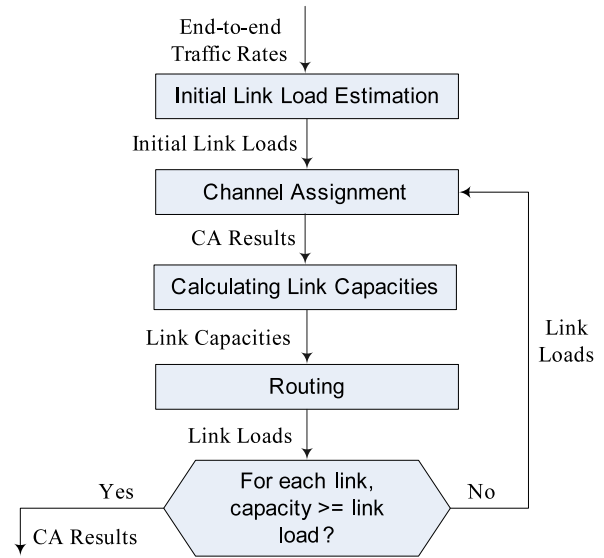 End-to-end
Traffic Rates
Initial Link Load Estimation
Initial Link Loads
Channel Assignment
CA Results
Calculating Link Capacities
Link Capacities
Link
Loads
Routing
Link Loads
For each link,
capacity >= link
load?
Yes
No
CA Results